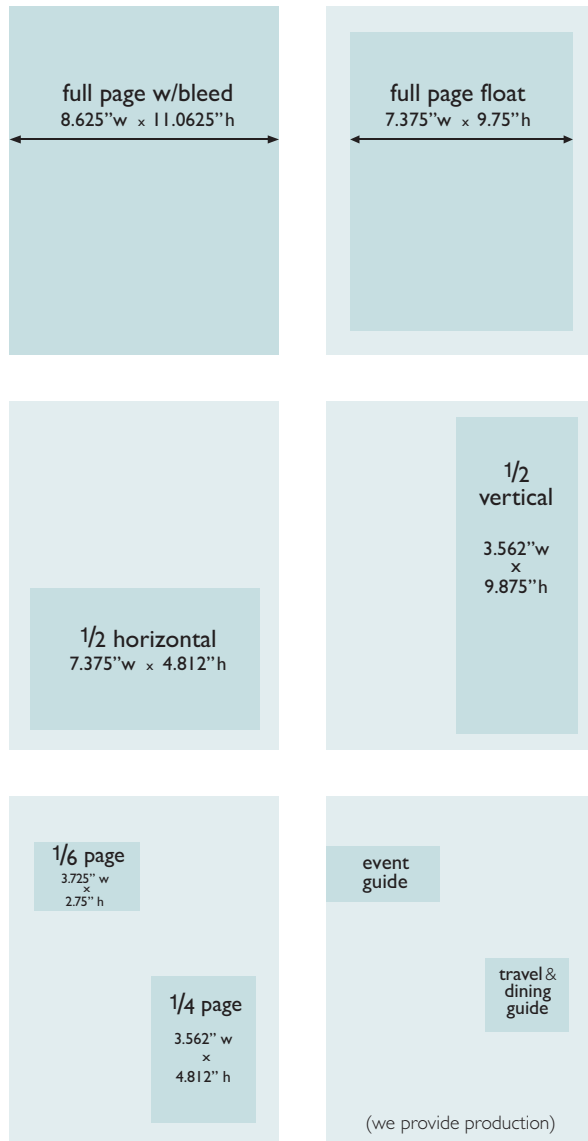 full page w/bleed
8.625”w x 11.0625”h
full page float
7.375”w x 9.75”h
1/2 horizontal
7.375”w x 4.812”h
1/2
vertical
3.562”w
x
9.875”h
1/6 page
3.725” w
x
2.75” h
1/4 page
3.562” w
x
4.812” h
event
guide
travel &
dining
guide
(we provide production)